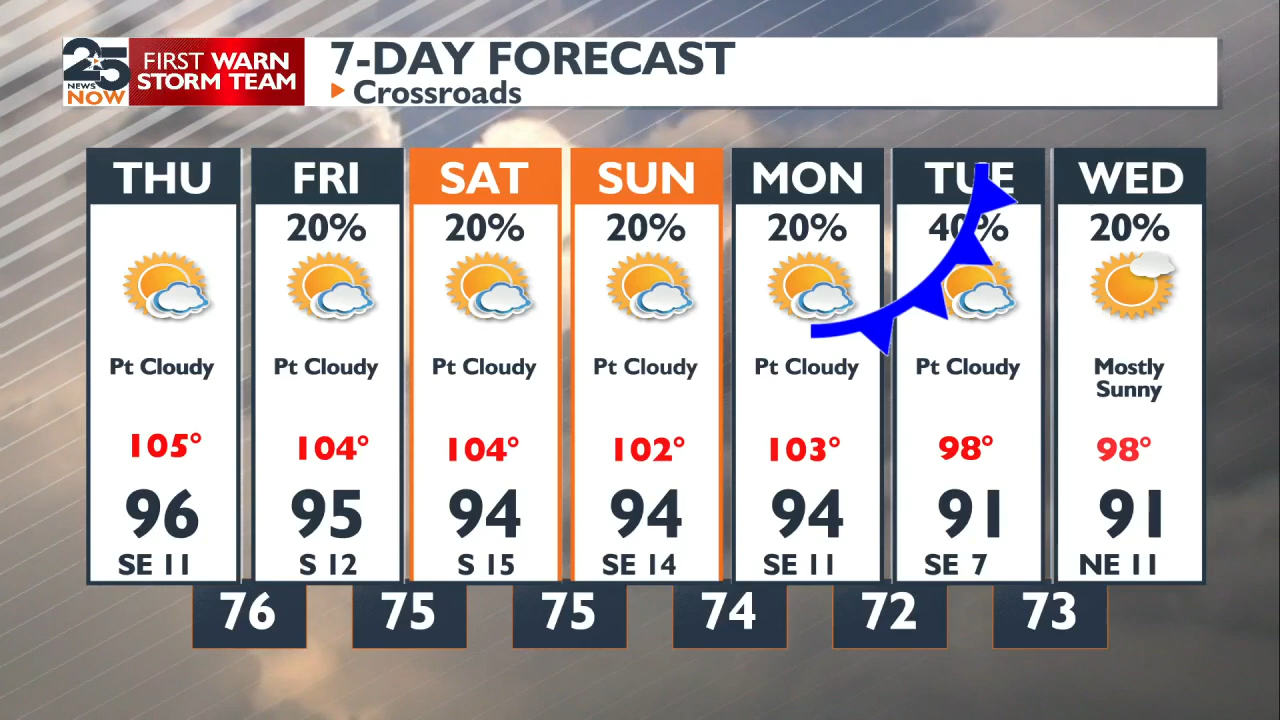 25
NEWS
NOW
FIRST WARN
STORM TEAM
7-DAY FORECAST
Crossroads
THU FRI SAT SUN MON TUE WED
20% 20% 20% 20% 40% 20%
Pt Cloudy Pt Cloudy Pt Cloudy Pt Cloudy Pt Cloudy Pt Cloudy Mostly
Sunny
105° 104° 104° 102° 103° 98° 98°
96 95 94 94 94 91 91
SE 11 S 12 S 15 SE 14 SE 11 SE 7 NE 11
76 75 75 74 72 73